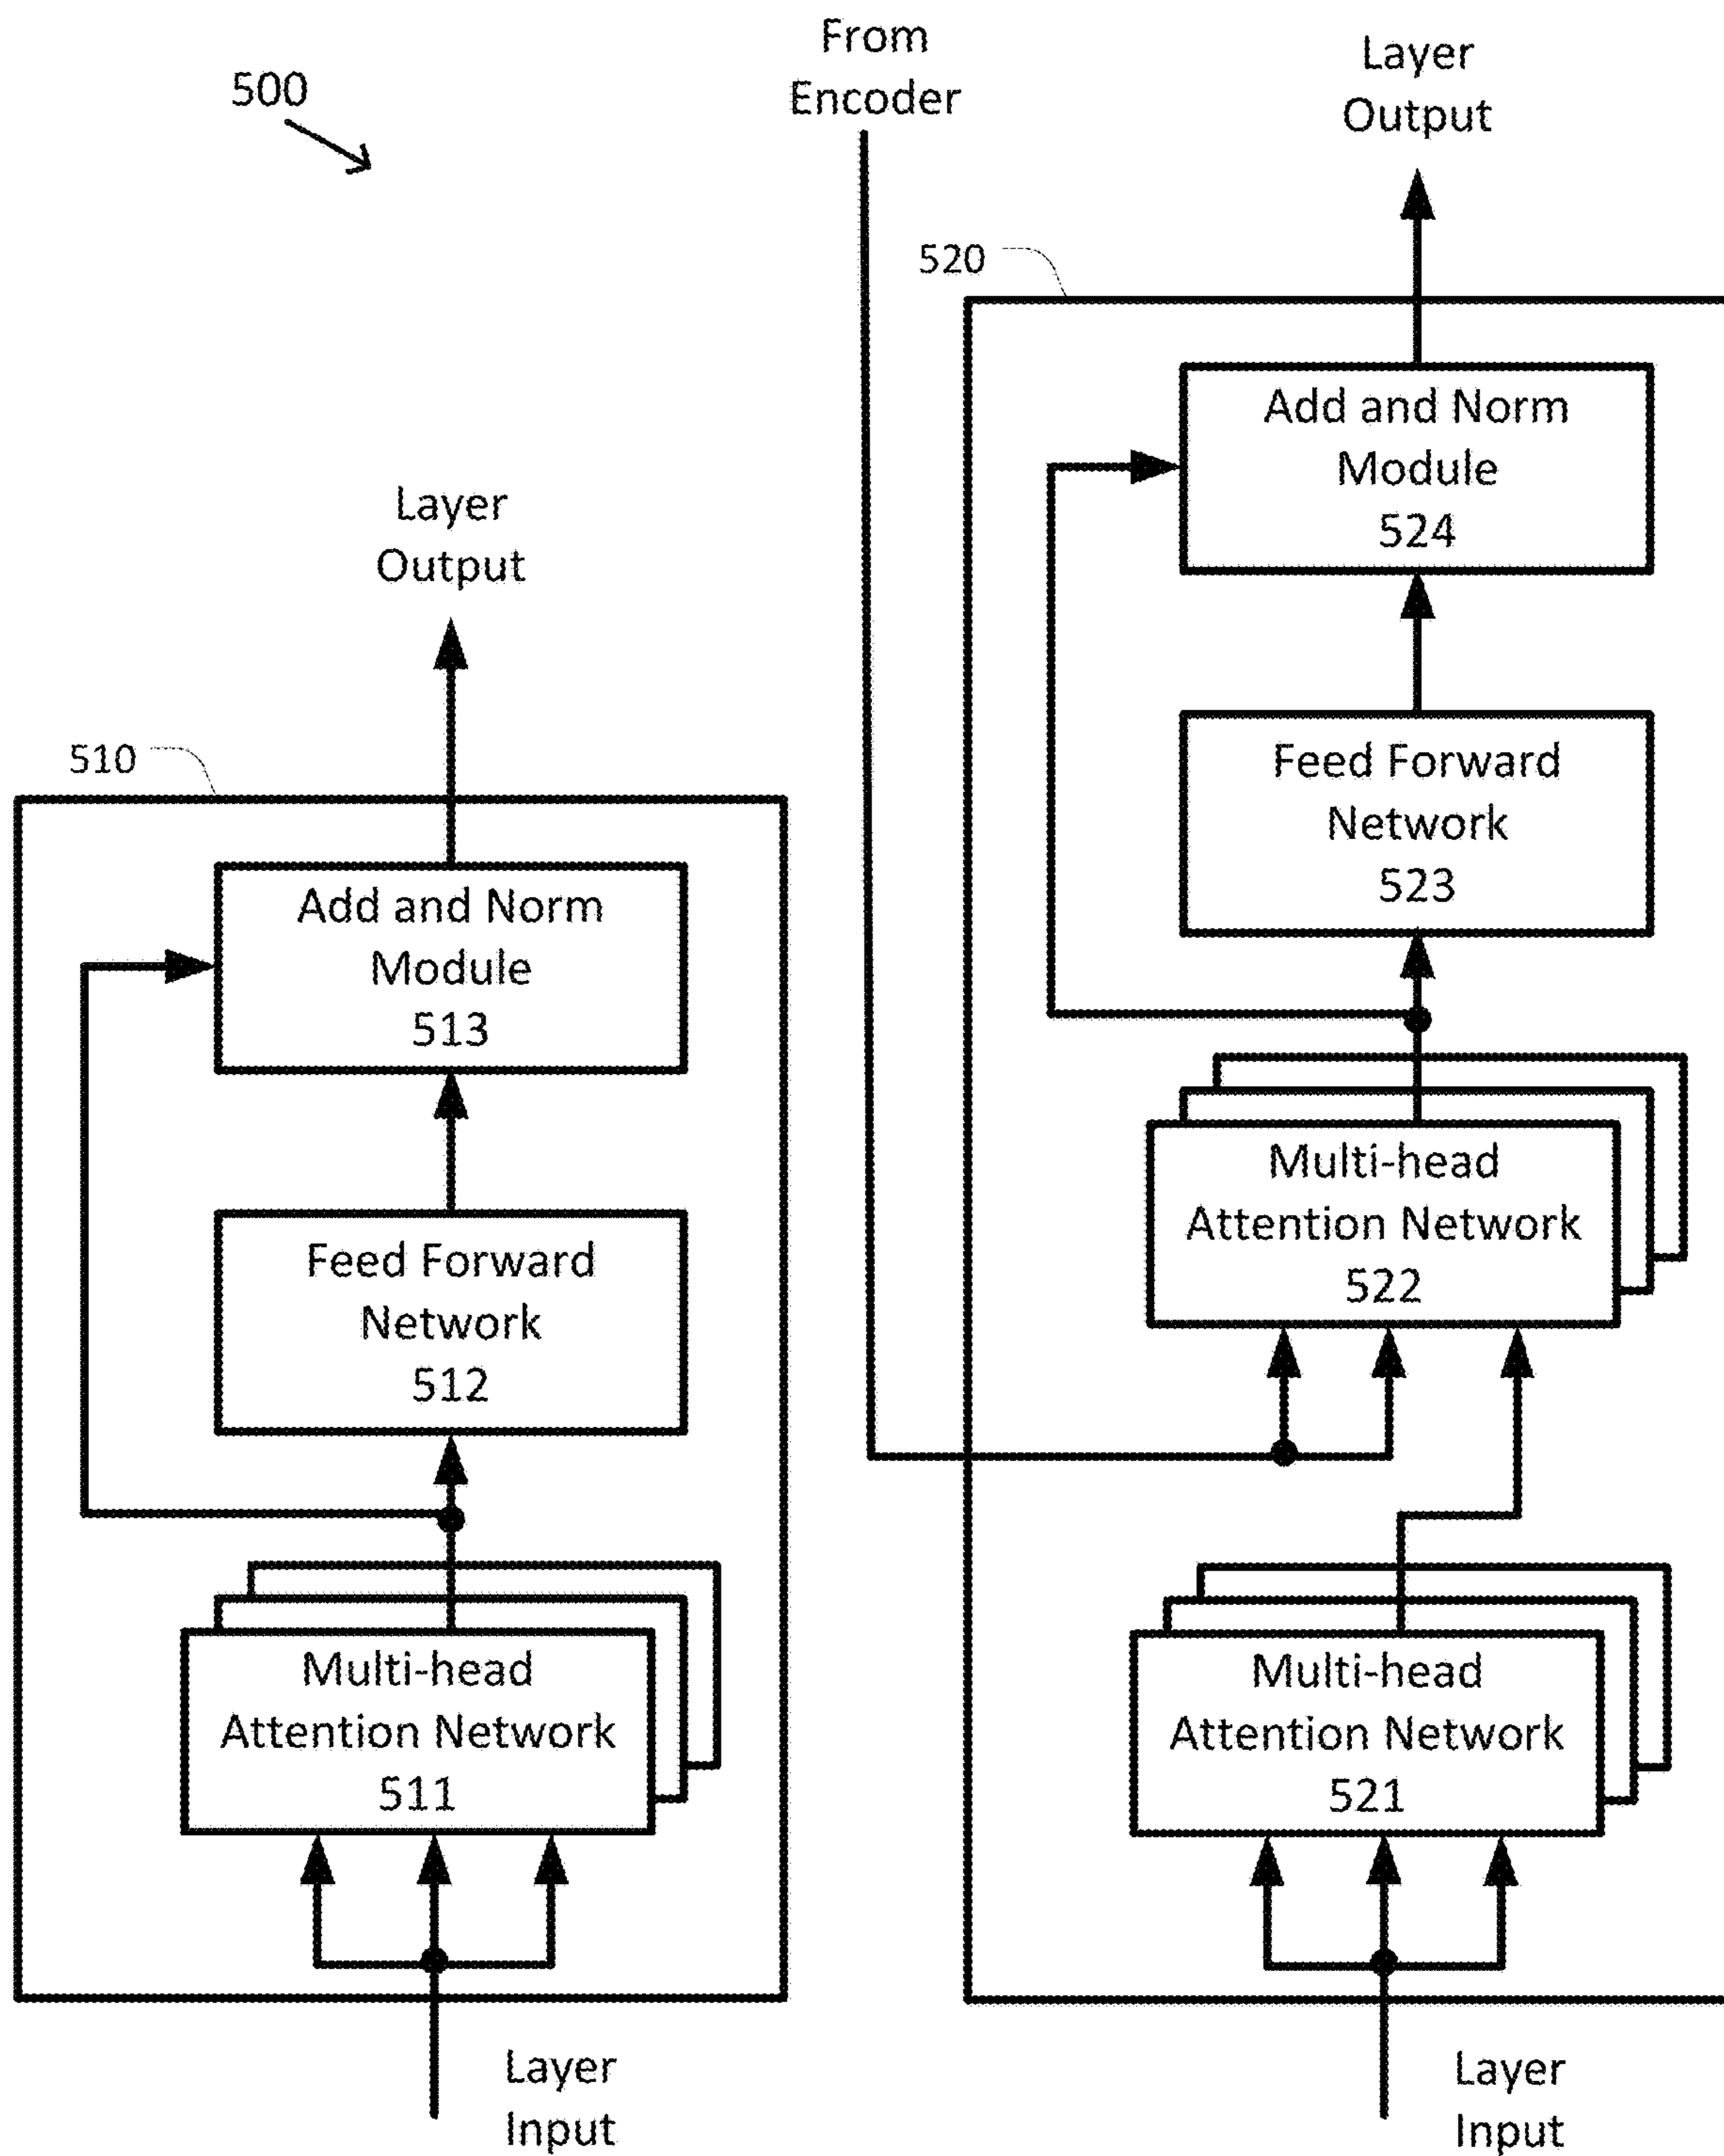 500
Layer
Output
510
Add and Norm
Module
513
Feed Forward
Network
512
Multi-head
Attention Network
511
Layer
Input
From
Encoder
Layer
Output
520
Add and Norm
Module
524
Feed Forward
Network
523
Multi-head
Attention Network
522
Multi-head
Attention Network
521
Layer
Input